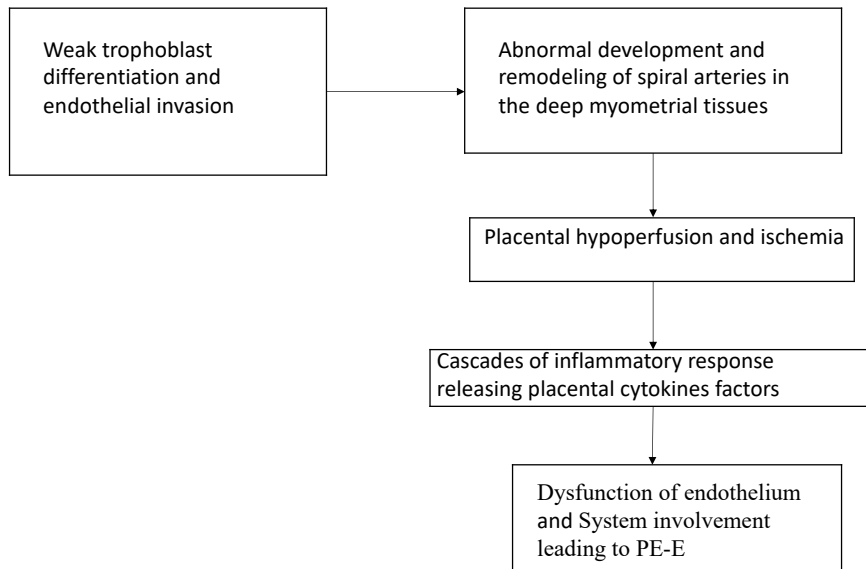 Weak trophoblast
differentiation and
endothelial invasion
Abnormal development and
remodeling of spiral arteries in
the deep myometrial tissues
Placental hypoperfusion and ischemia
Cascades of inflammatory response
releasing placental cytokines factors
Dysfunction of endothelium
and System involvement
leading to PE-E